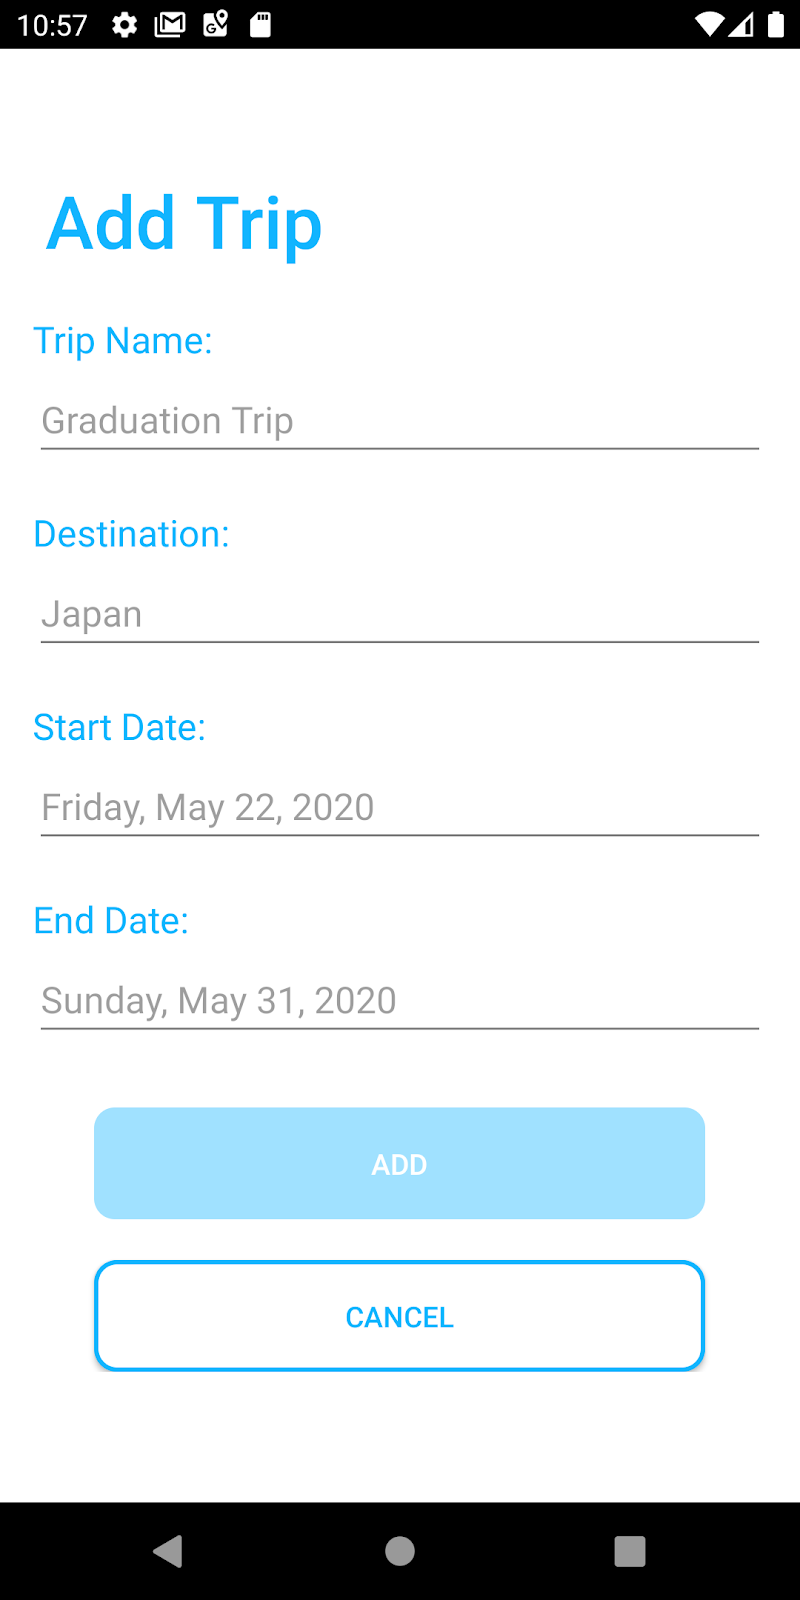 10:57
Add Trip
Trip Name:
Graduation Trip
Destination:
Japan
Start Date:
Friday, May 22, 2020
End Date:
Sunday, May 31, 2020
ADD
CANCEL